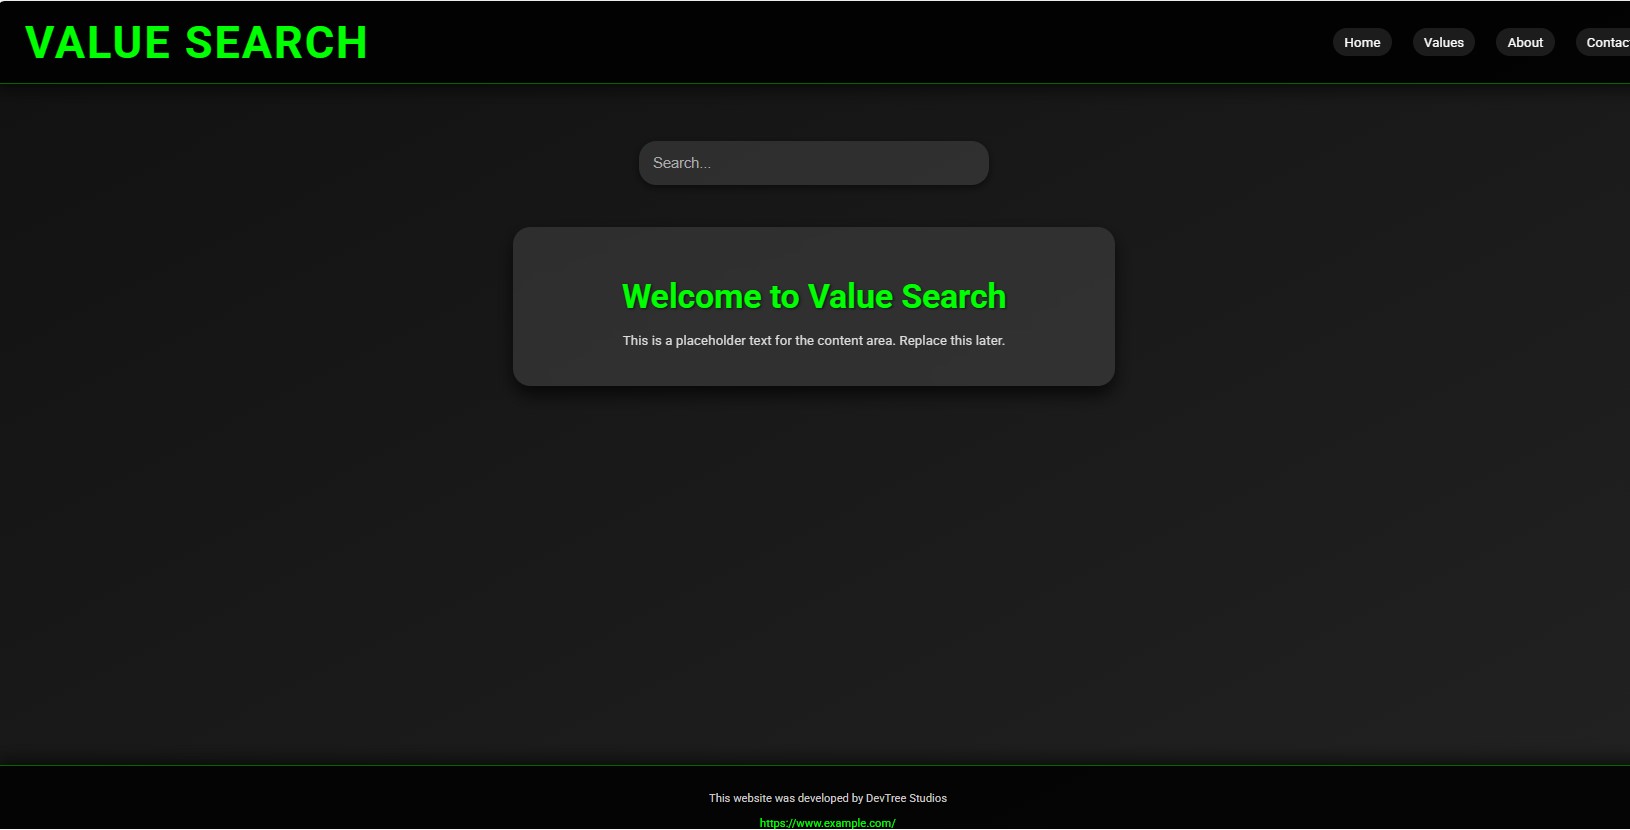 VALUE SEARCH
Home Values About Contac
Search...
Welcome to Value Search
This is a placeholder text for the content area. Replace this later.
This website was developed by DevTree Studios
https://www.example.com/